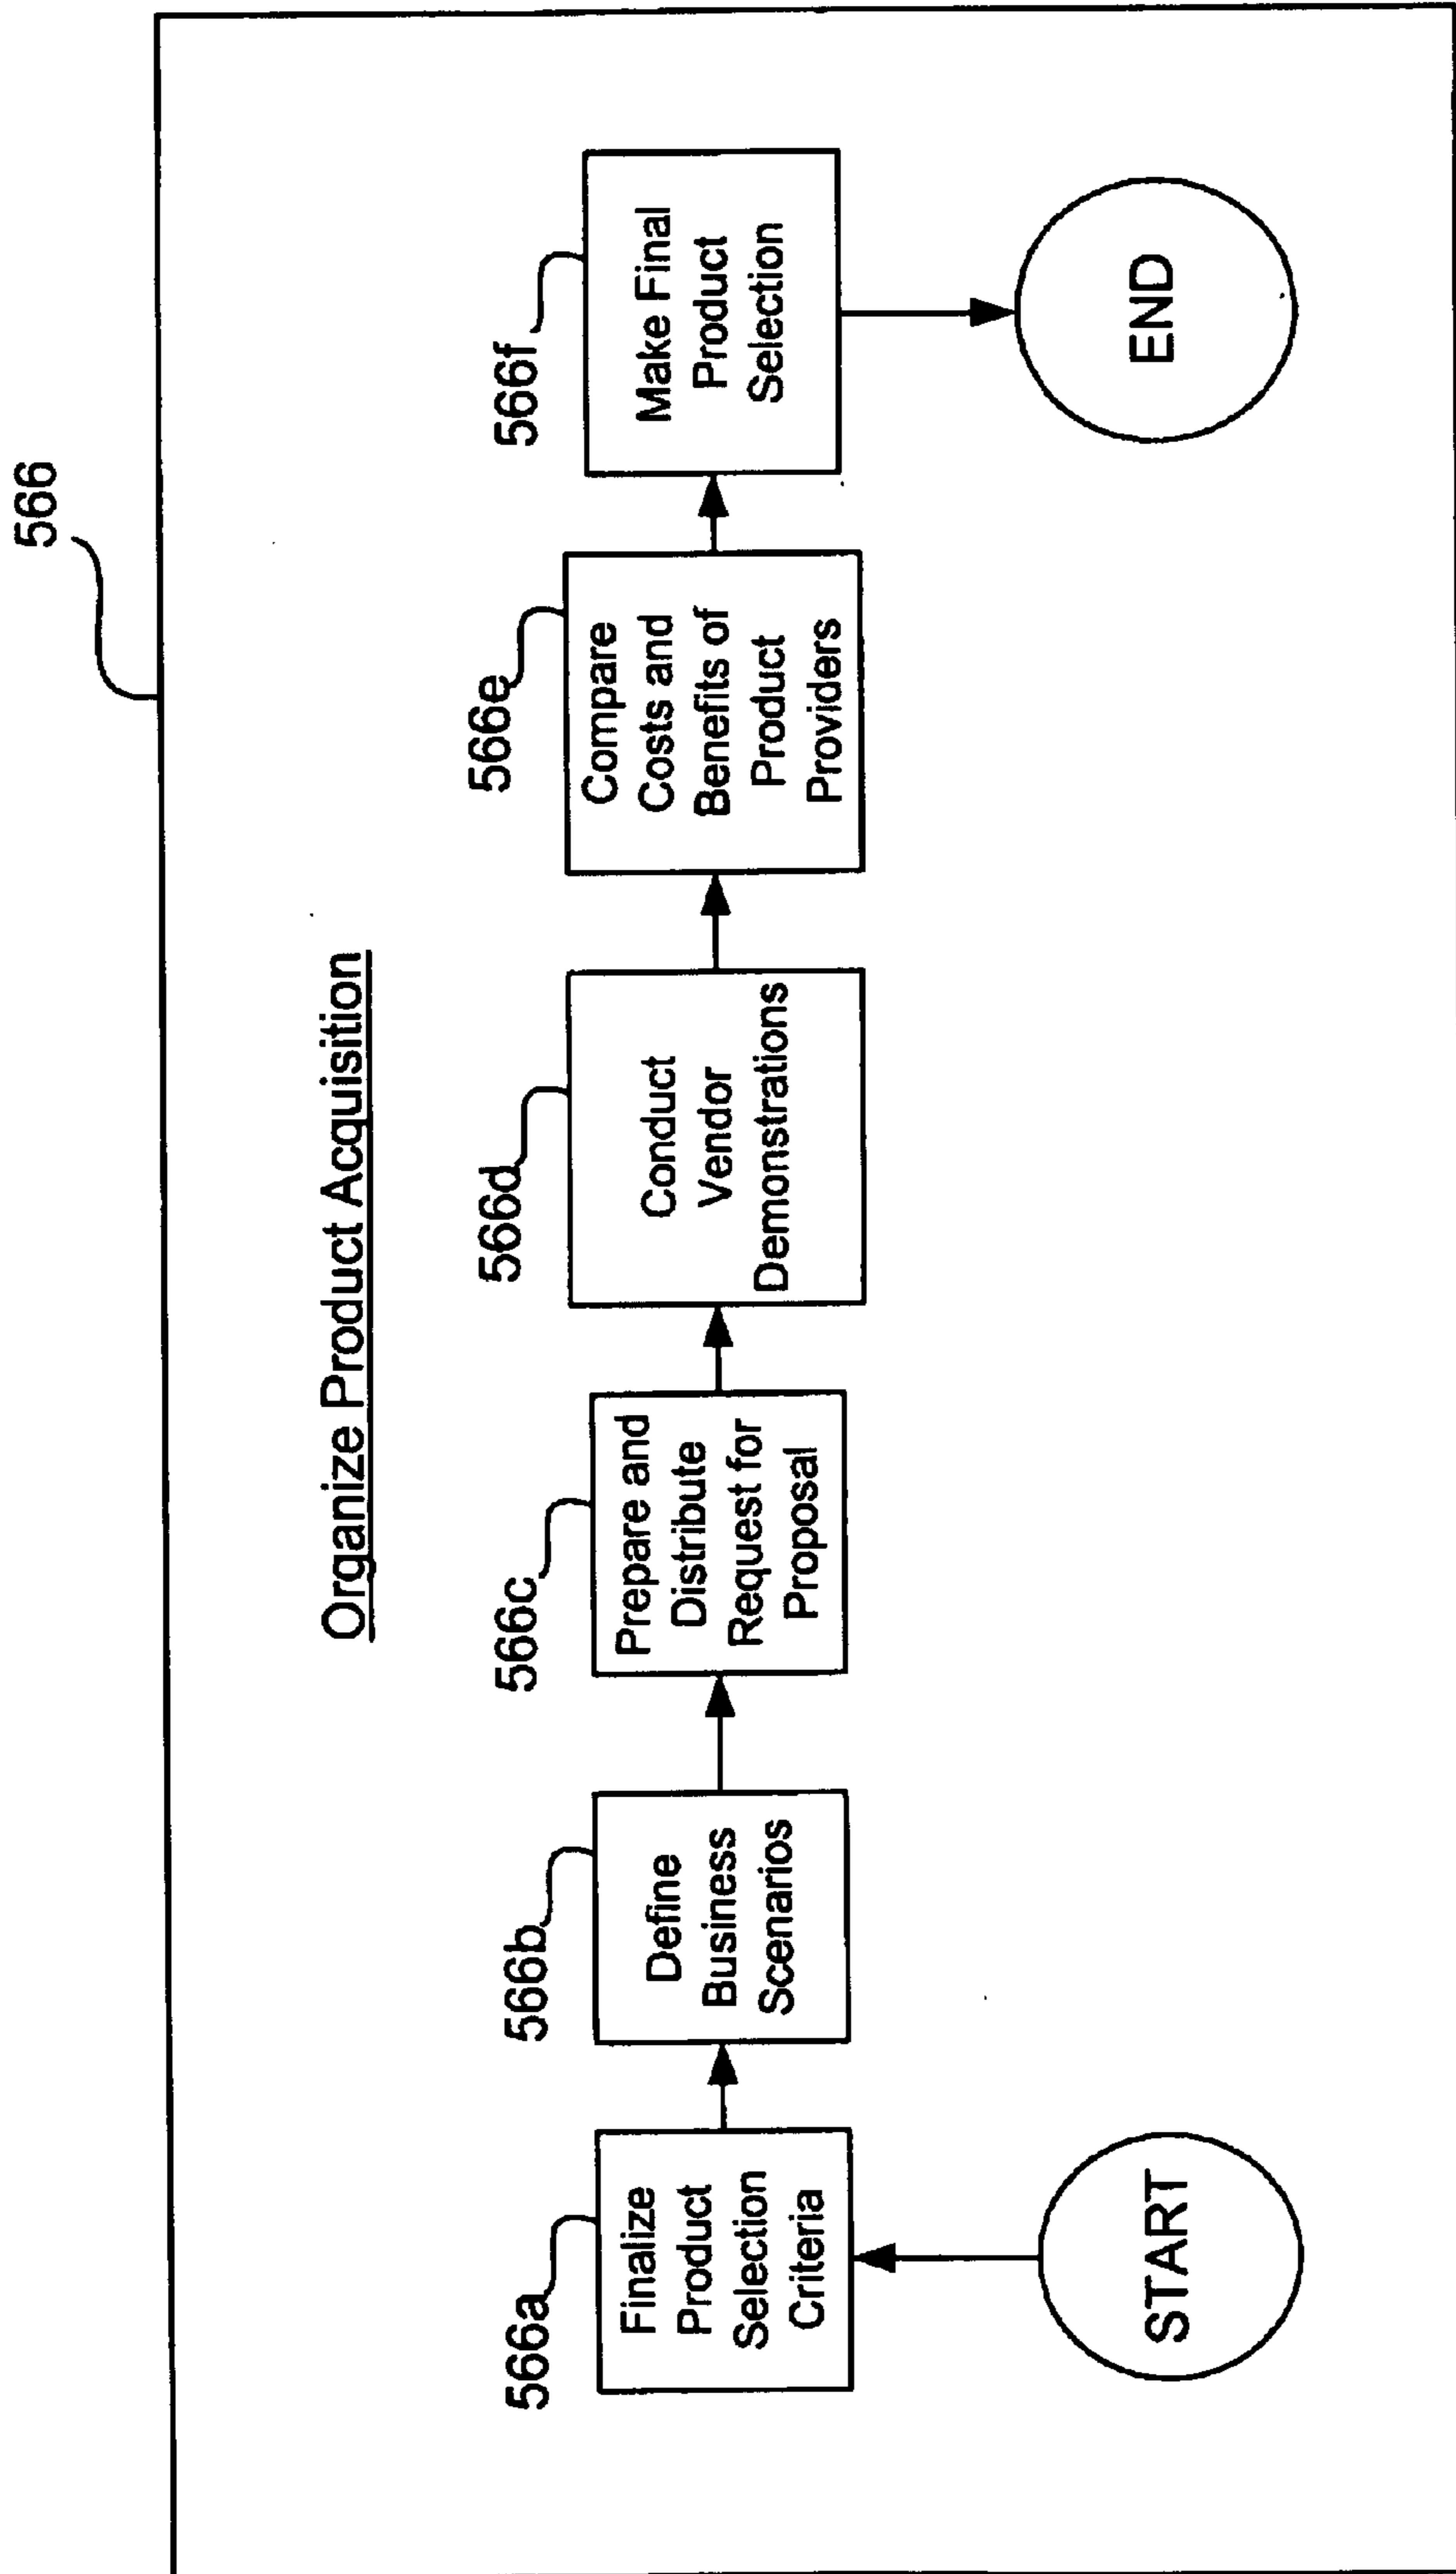 566
Organize Product Acquisition
566a
Finalize
Product
Selection
Criteria
566b
Define
Business
Scenarios
566c
Prepare and
Distribute
Request for
Proposal
566d
Conduct
Vendor
Demonstrations
566e
Compare
Costs and
Benefits of
Product
Providers
566f
Make Final
Product
Selection
START
END